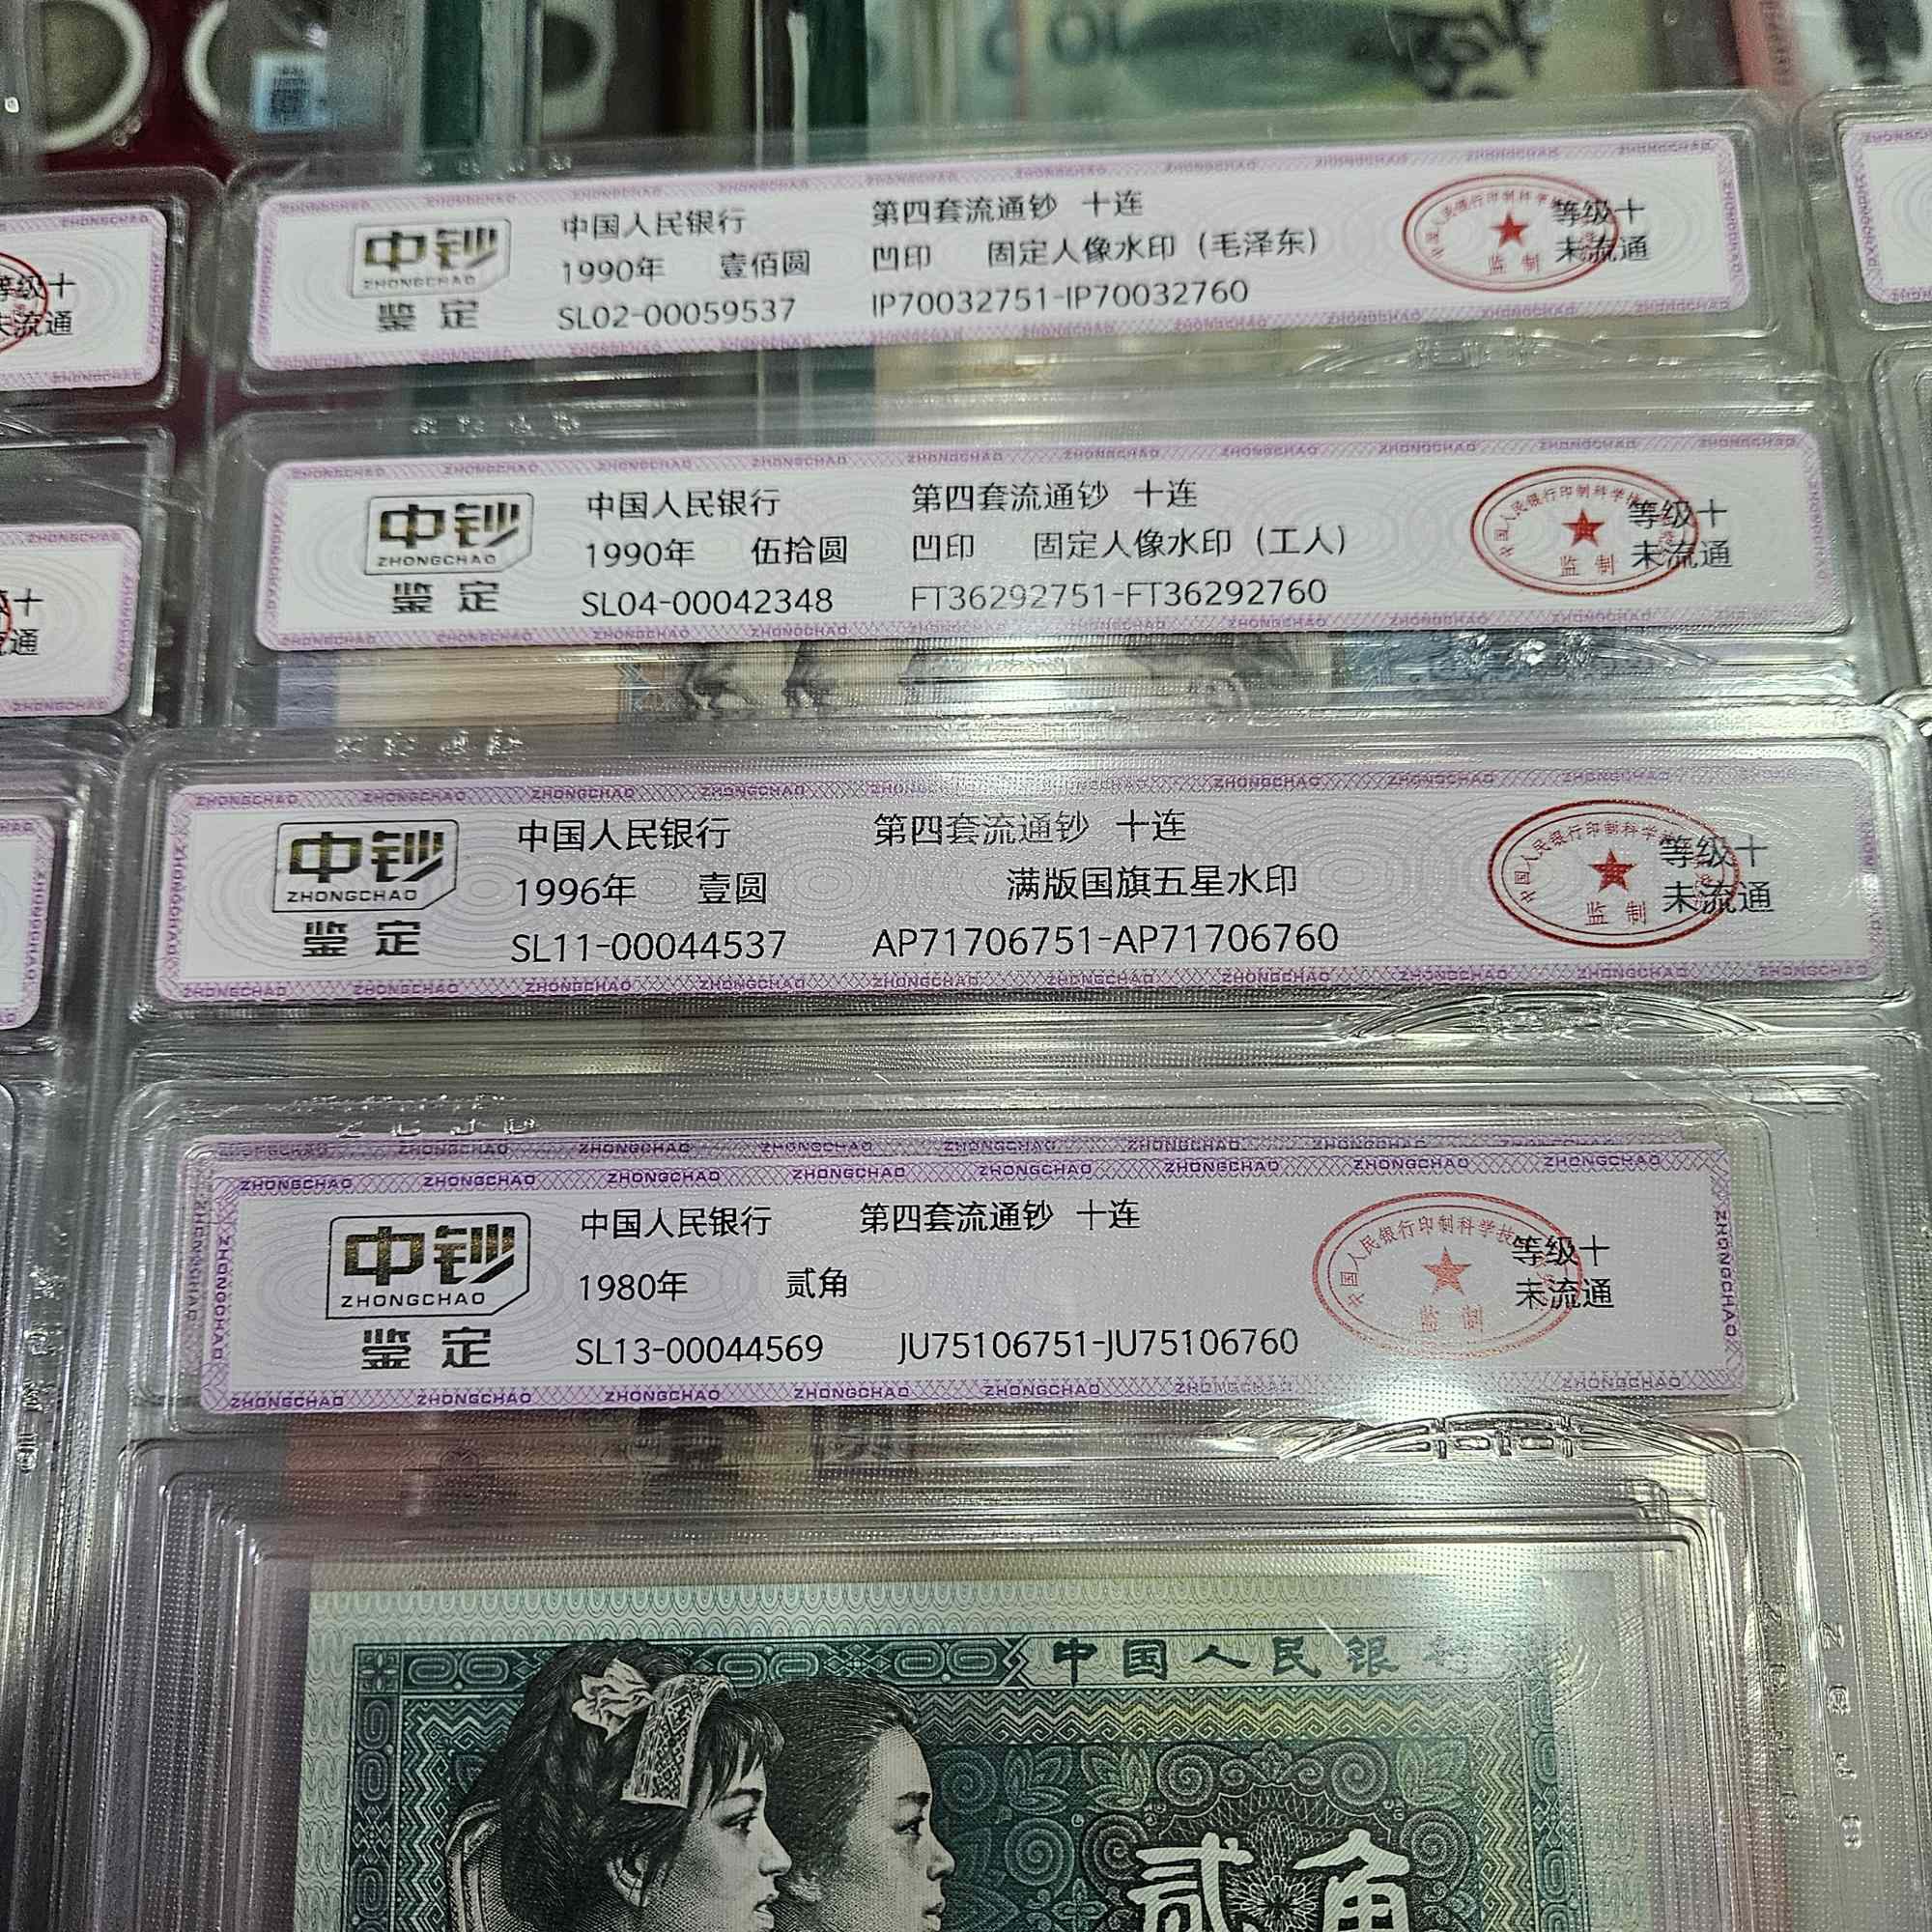 中国人民银行 第四套流通钞 十连
中钞 1990年 壹佰圆 凹印 固定人像水印（毛泽东） 等级十
ZHONGCHAO 未流通
鉴定 SL02-00059537 IP70032751-IP70032760 监制
中国人民银行 第四套流通钞 十连
中钞 1990年 伍拾圆 凹印 固定人像水印（工人） 等级十
ZHONGCHAO 未流通
鉴定 SL04-00042348 FT36292751-FT36292760 监制
中国人民银行 第四套流通钞 十连
中钞 1996年 壹圆 满版国旗五星水印 等级十
ZHONGCHAO 未流通
鉴定 SL11-00044537 AP71706751-AP71706760 监制
中国人民银行 第四套流通钞 十连
中钞 1980年 贰角 等级十
ZHONGCHAO 未流通
鉴定 SL13-00044569 JU75106751-JU75106760 监制
中国人民银
贰角